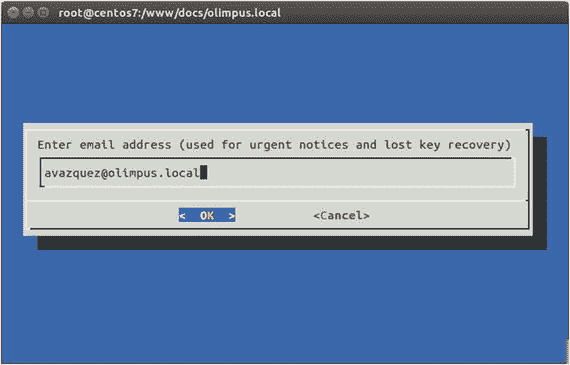 root@centos7:/www/docs/olimpus.local
Enter email address (used for urgent notices and lost key recovery)
avazquez@olimpus.local
< OK > <Cancel>